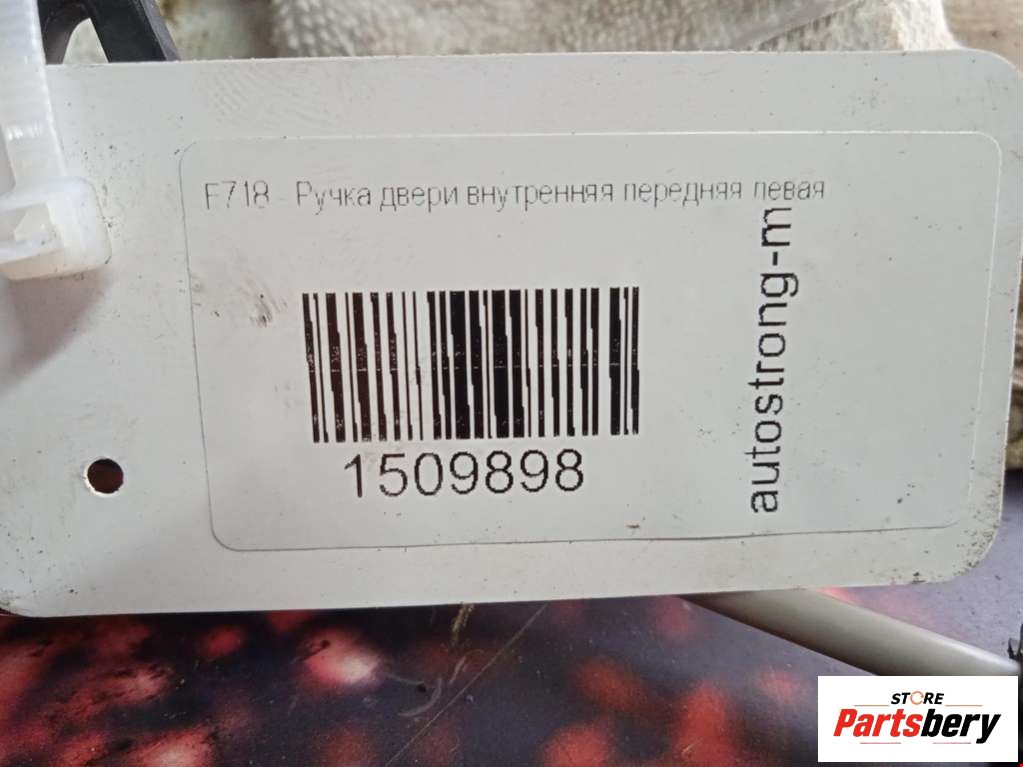 F718 - Ручка двери внутренняя передняя левая
1509898
autostrong-m
STORE
Partsbery